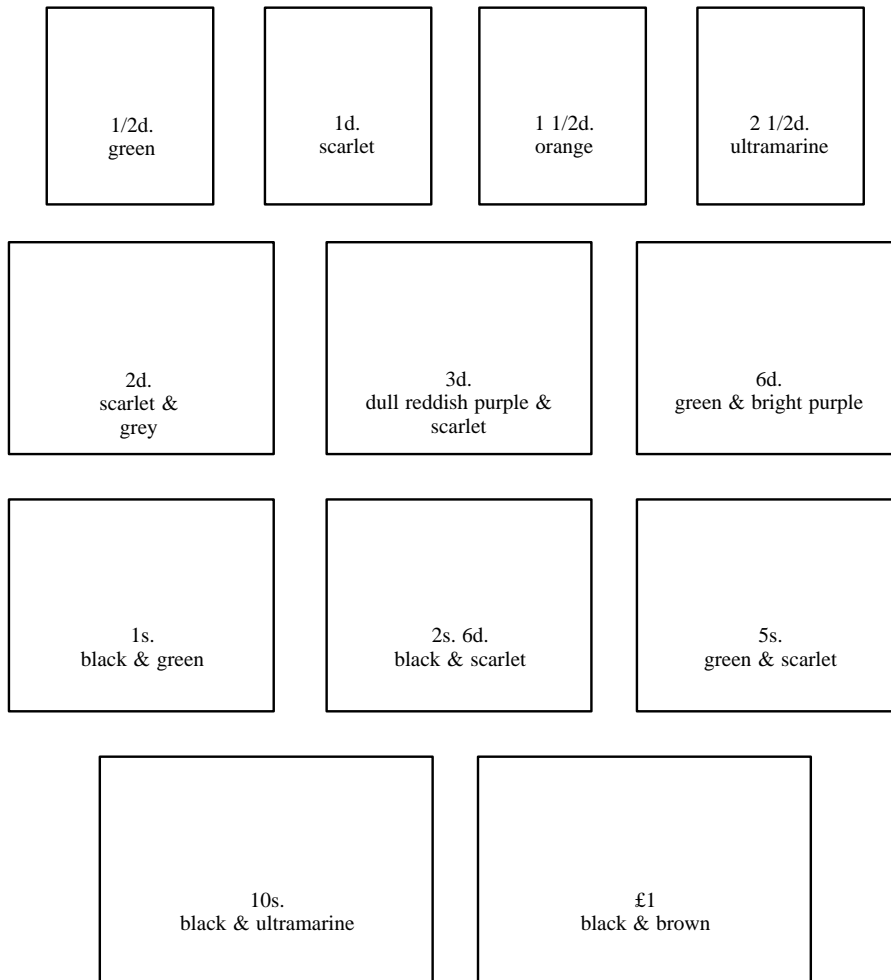 1/2d.
green
1d.
scarlet
1 1/2d.
orange
2 1/2d.
ultramarine
2d.
scarlet &
grey
3d.
dull reddish purple &
scarlet
6d.
green & bright purple
1s.
black & green
2s. 6d.
black & scarlet
5s.
green & scarlet
10s.
black & ultramarine
£1
black & brown